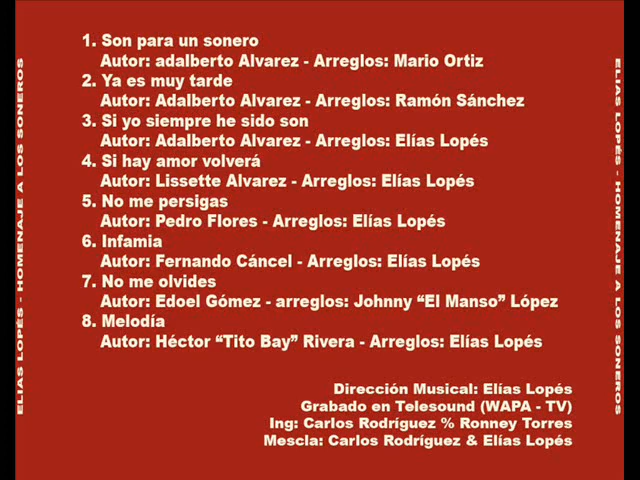 1. Son para un sonero
Autor: adalberto Alvarez - Arreglos: Mario Ortiz
2. Ya es muy tarde
Autor: Adalberto Alvarez - Arreglos: Ramón Sánchez
3. Si yo siempre he sido son
Autor: Adalberto Alvarez - Arreglos: Elías Lopés
4. Si hay amor volverá
Autor: Lissette Alvarez - Arreglos: Elías Lopés
5. No me persigas
Autor: Pedro Flores - Arreglos: Elías Lopés
6. Infamia
Autor: Fernando Cáncel - Arreglos: Elías Lopés
7. No me olvides
Autor: Edoel Gómez - arreglos: Johnny “El Manso” López
8. Melodía
Autor: Héctor “Tito Bay” Rivera - Arreglos: Elías Lopés
Dirección Musical: Elías Lopés
Grabado en Telesound (WAPA - TV)
Ing: Carlos Rodríguez % Ronney Torres
Mescla: Carlos Rodríguez & Elías Lopés
ELIAS LOPÉS - HOMENAJE A LOS SONEROS
ELIAS LOPÉS - HOMENAJE A LOS SONEROS